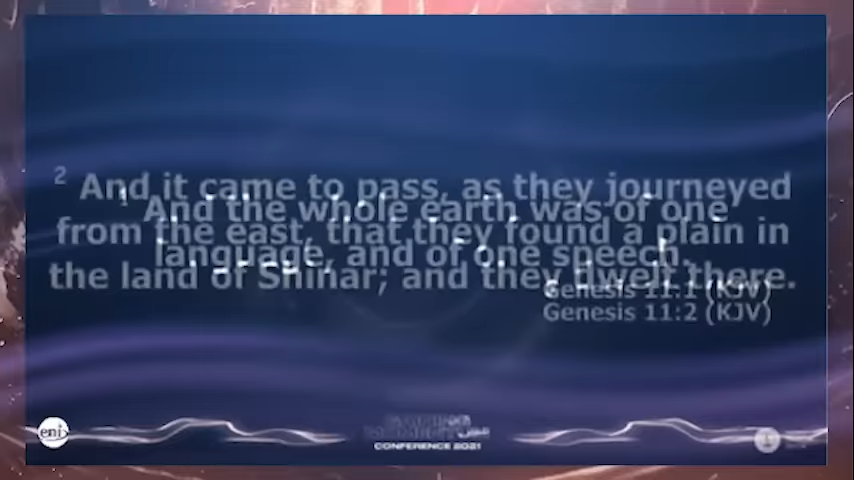 2 And it came to pass, as they journeyed
from the east, that they found a plain in
the land of Shinar; and they dwelt there.
Genesis 11:2 (KJV)
1 And the whole earth was of one
language, and of one speech.
Genesis 11:1 (KJV)
eni
CONFERENCE 2021